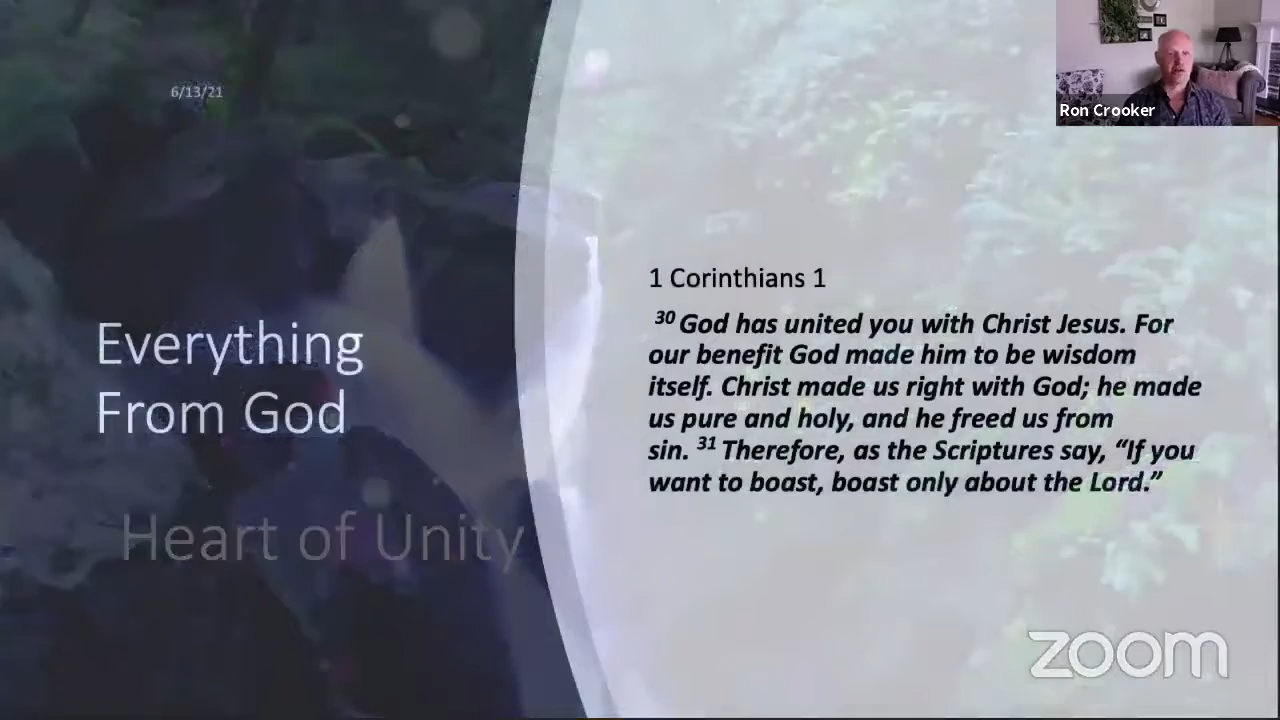 6/13/21
Ron Crooker
Everything
From God
Heart of Unity
1 Corinthians 1
30 God has united you with Christ Jesus. For
our benefit God made him to be wisdom
itself. Christ made us right with God; he made
us pure and holy, and he freed us from
sin. 31 Therefore, as the Scriptures say, “If you
want to boast, boast only about the Lord.”
zoom